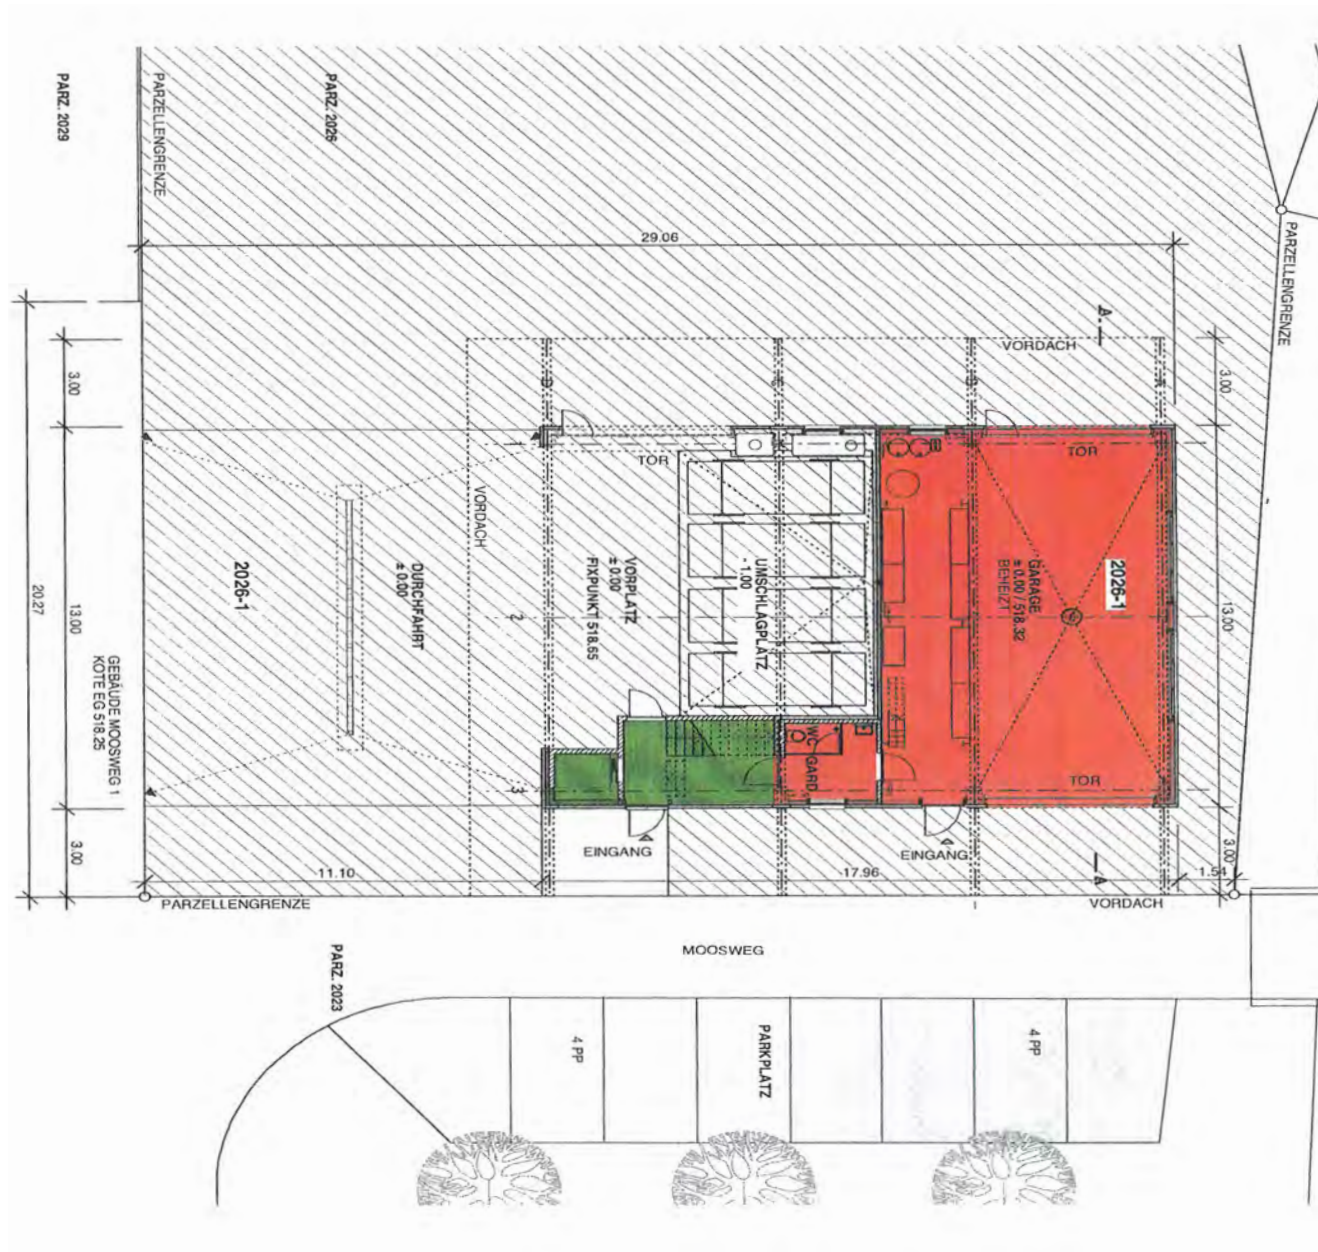 PARZ. 2029
PARZELLENGRENZE
PARZ. 2026
PARZELLENGRENZE
29.06
A
VORDACH
3.00
3.00
1
TOR
TOR
VORDACH
2026-1
DURCHFAHRT
± 0.00
VORPLATZ
± 0.00
FIXPUNKT 518.65
UMSCHLAGPLATZ
-1.00
GARAGE
± 0.00 / 518.32
BEHEIZT
2026-1
2
13.00
13.00
20.27
GEBÄUDE MOOSWEG 1
KOTE EG 518.25
WC
GARD.
TOR
3
EINGANG
EINGANG
3.00
3.00
11.10
17.96
1.54
A
PARZELLENGRENZE
VORDACH
MOOSWEG
PARZ. 2023
4 PP
PARKPLATZ
4 PP